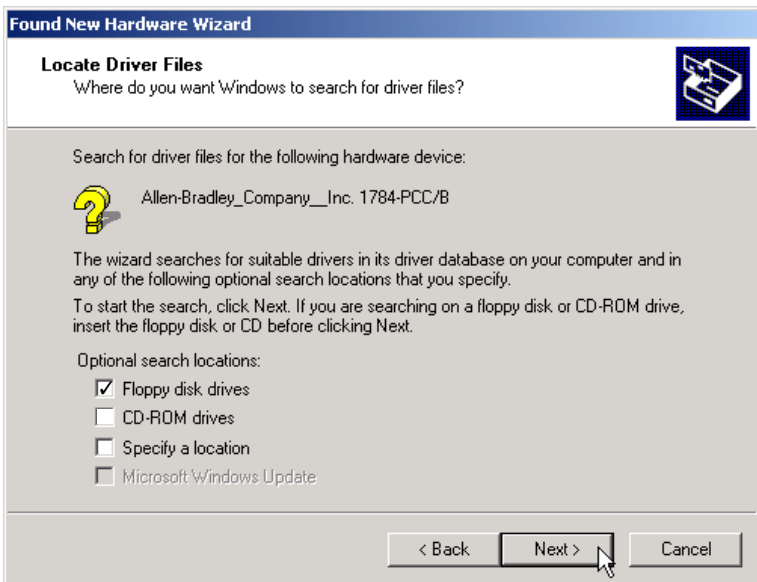 Found New Hardware Wizard
Locate Driver Files
Where do you want Windows to search for driver files?
Search for driver files for the following hardware device:
Allen-Bradley_Company__Inc. 1784-PCC/B
The wizard searches for suitable drivers in its driver database on your computer and in
any of the following optional search locations that you specify.
To start the search, click Next. If you are searching on a floppy disk or CD-ROM drive,
insert the floppy disk or CD before clicking Next.
Optional search locations:
Floppy disk drives
CD-ROM drives
Specify a location
Microsoft Windows Update
< Back Next > Cancel